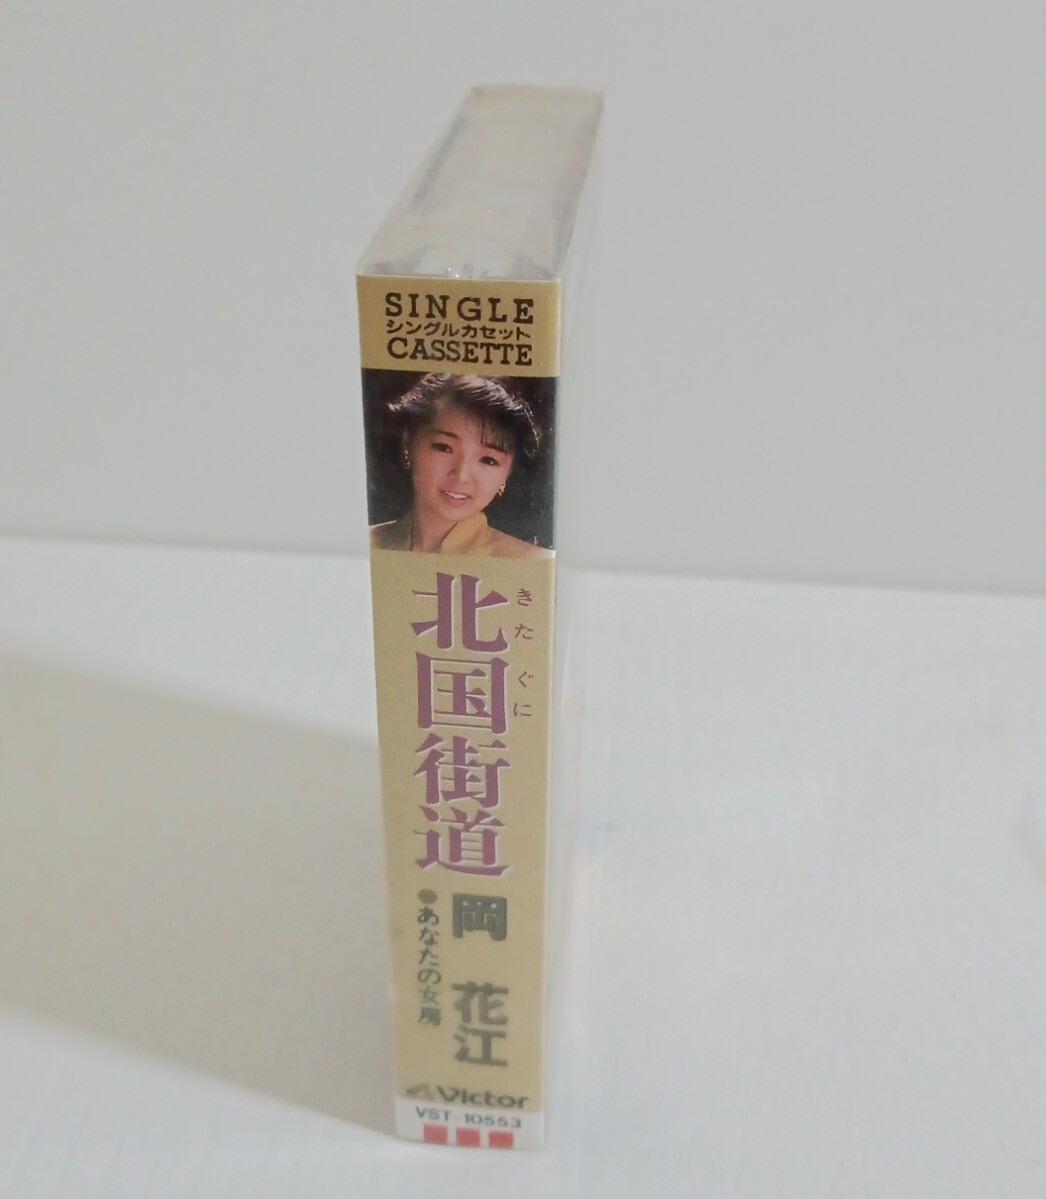 SINGLE
シングルカセット
CASSETTE
北国街道
きたぐに
岡 花江
●あなたの女房
Victor
VST-10553